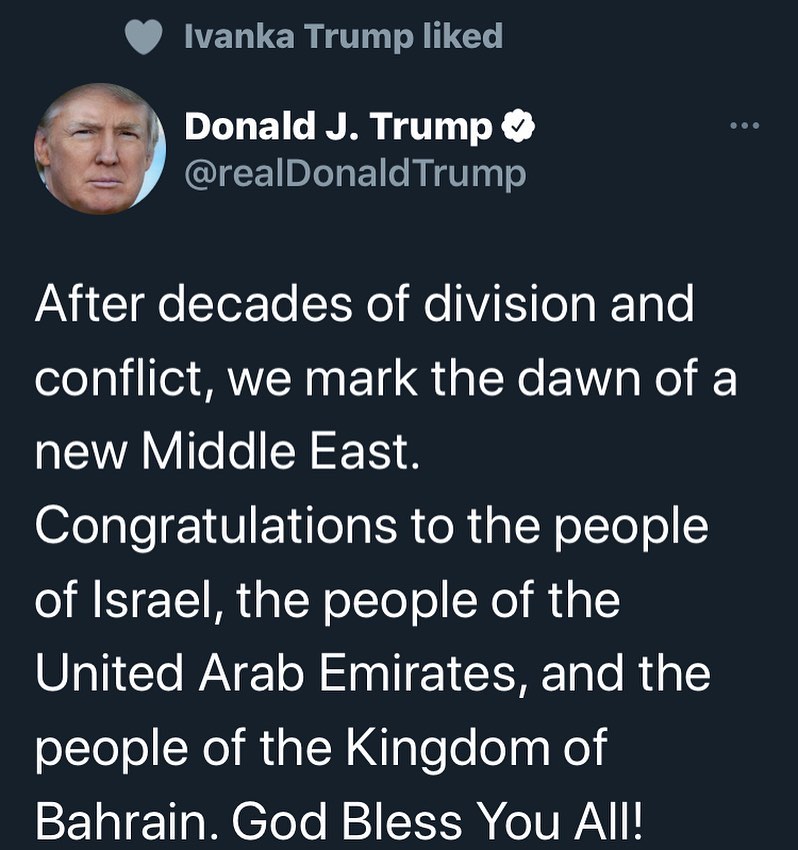 Ivanka Trump liked
Donald J. Trump
@realDonaldTrump
After decades of division and
conflict, we mark the dawn of a
new Middle East.
Congratulations to the people
of Israel, the people of the
United Arab Emirates, and the
people of the Kingdom of
Bahrain. God Bless You All!